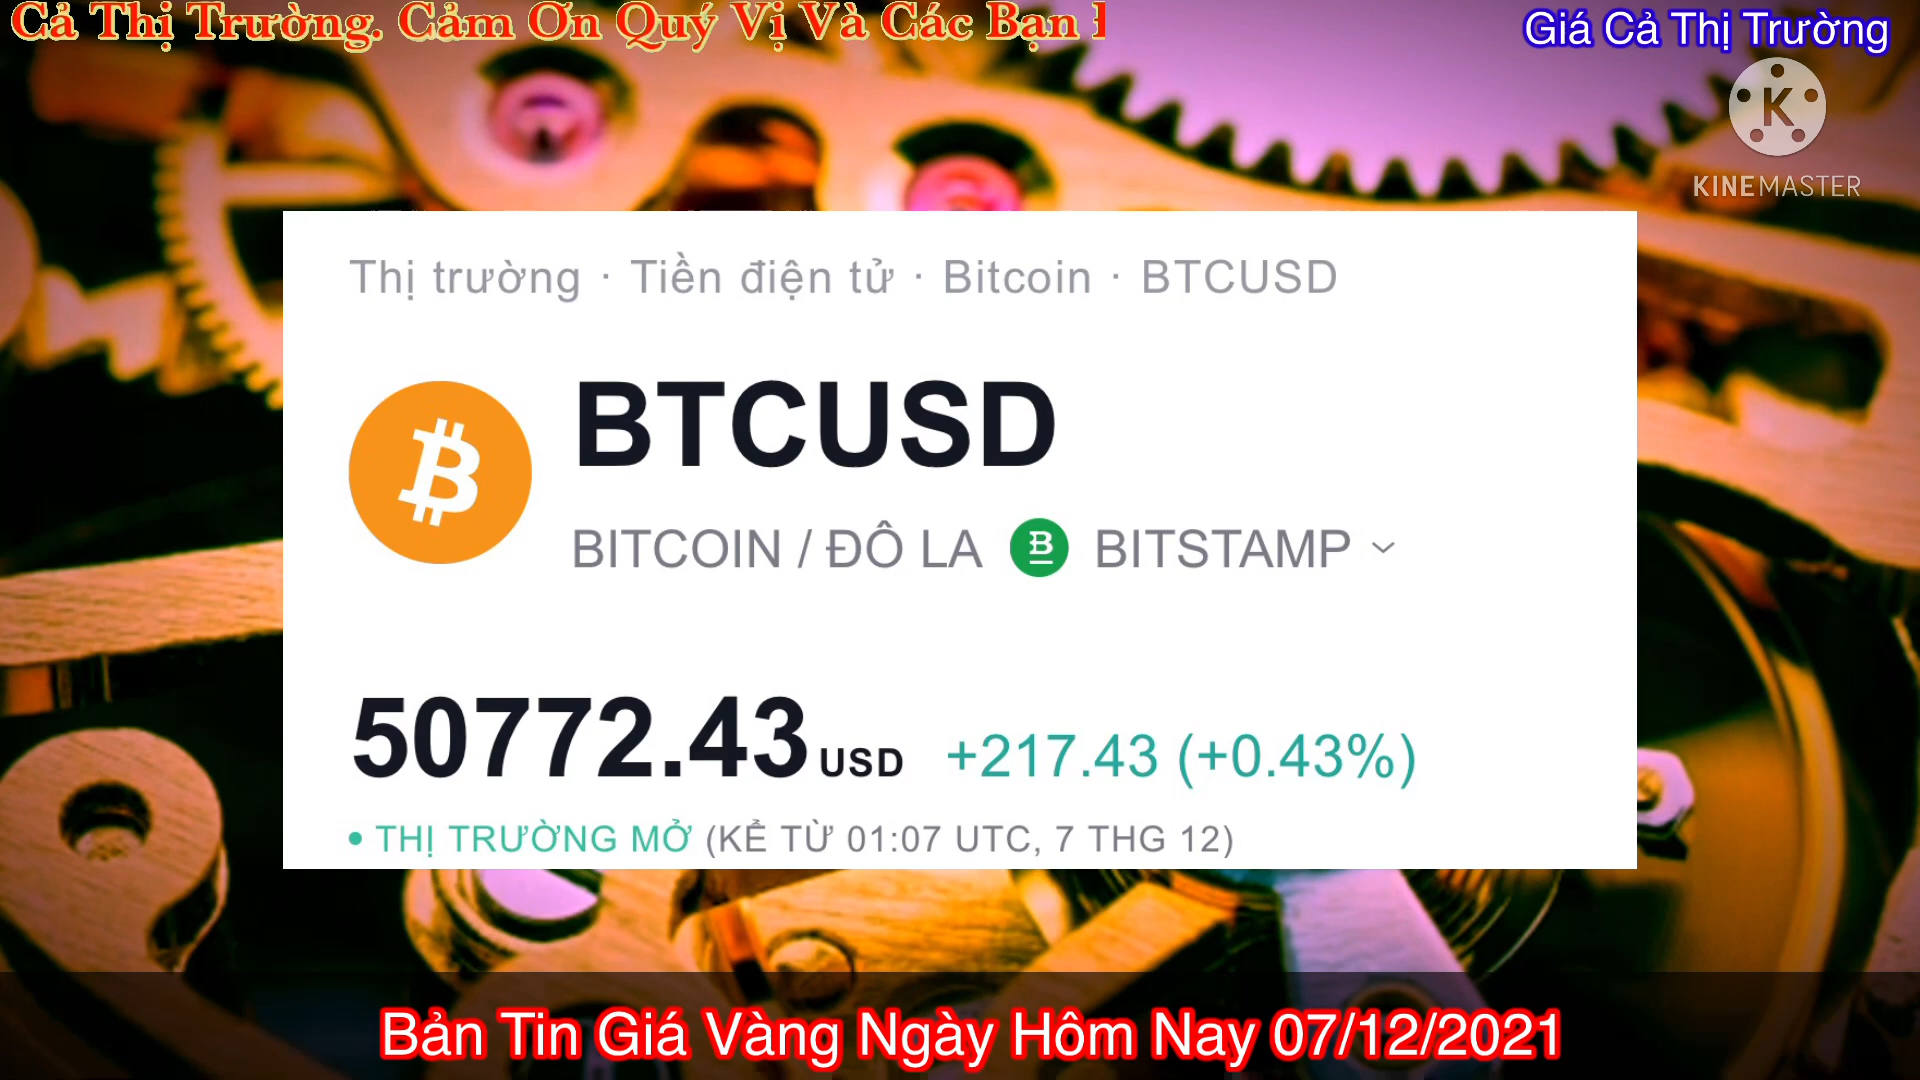 Cả Thị Trường. Cảm Ơn Quý Vị Và Các Bạn
Giá Cả Thị Trường
K
KINEMASTER
Thị trường · Tiền điện tử · Bitcoin · BTCUSD
BTCUSD
BITCOIN / ĐÔ LA BITSTAMP
50772.43 USD +217.43 (+0.43%)
• THỊ TRƯỜNG MỞ (KỂ TỪ 01:07 UTC, 7 THG 12)
Bản Tin Giá Vàng Ngày Hôm Nay 07/12/2021